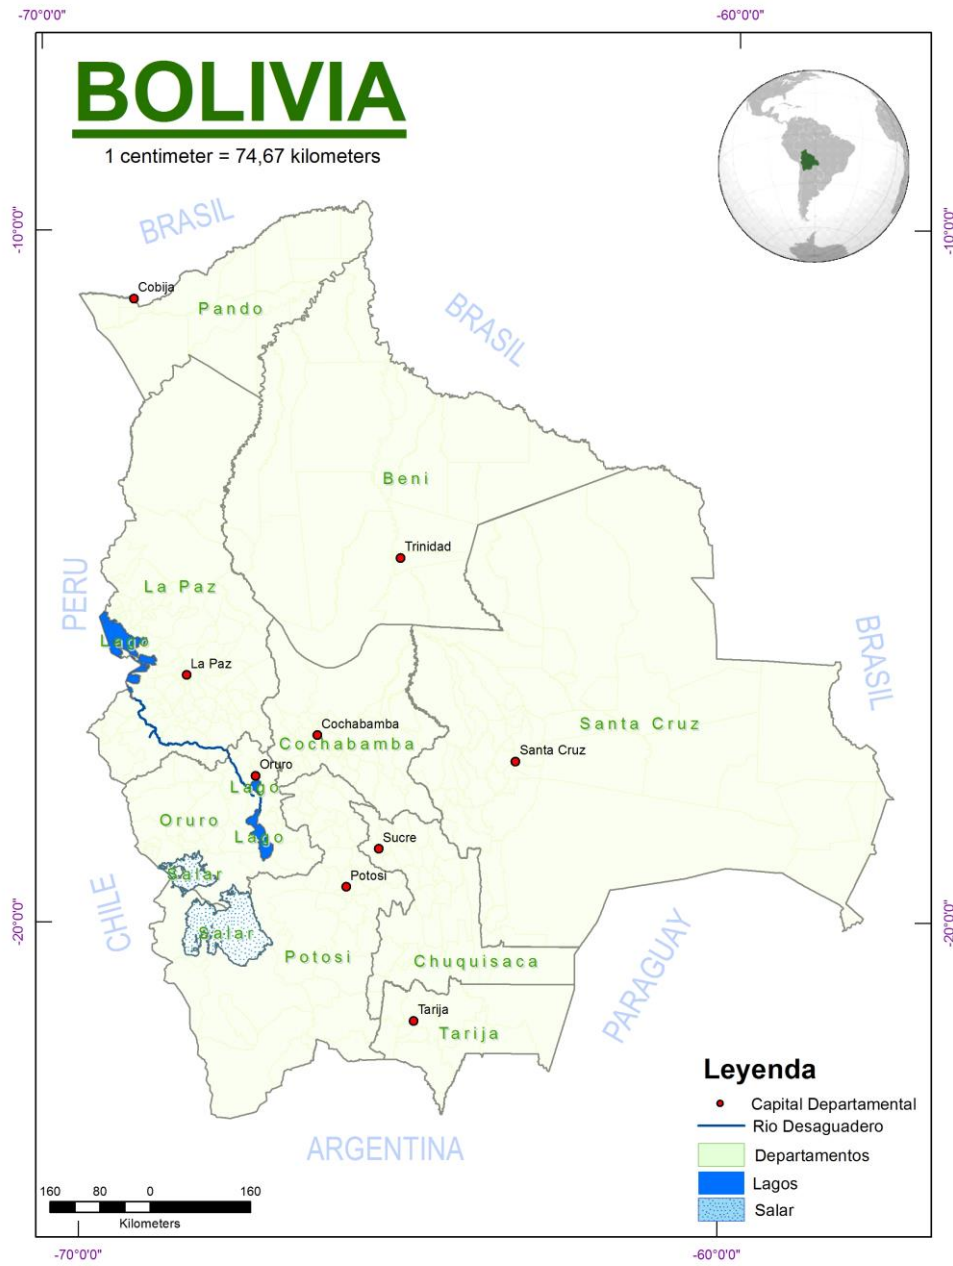 -70°0'0"
-60°0'0"
BOLIVIA
1 centimeter = 74,67 kilometers
-10°0'0"
-10°0'0"
BRASIL
Cobija
Pando
BRASIL
Beni
Trinidad
PERU
La Paz
Lago
La Paz
BRASIL
Cochabamba
Santa Cruz
Cochabamba
Santa Cruz
Oruro
Lago
Oruro
Lago
Sucre
Salar
Potosi
CHILE
-20°0'0"
-20°0'0"
Salar
Potosi
Chuquisaca
PARAGUAY
Tarija
Tarija
Leyenda
Capital Departamental
Rio Desaguadero
ARGENTINA
Departamentos
Lagos
Salar
160 80 0 160
Kilometers
-70°0'0"
-60°0'0"